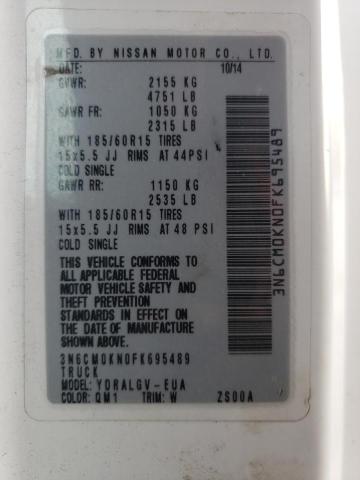 MFD. BY NISSAN MOTOR CO., LTD.
DATE: 10/14
GVWR: 2155 KG
4751 LB
GAWR FR: 1050 KG
2315 LB
WITH 185/60R15 TIRES
15x5.5 JJ RIMS AT 44PSI
COLD SINGLE
GAWR RR: 1150 KG
2535 LB
WITH 185/60R15 TIRES
15x5.5 JJ RIMS AT 48 PSI
COLD SINGLE
THIS VEHICLE CONFORMS TO
ALL APPLICABLE FEDERAL
MOTOR VEHICLE SAFETY AND
THEFT PREVENTION
STANDARDS IN EFFECT ON
THE DATE OF MANUFACTURE
SHOWN ABOVE.
3N6CM0KN0FK695489
TRUCK
MODEL: YDRALGV-EUA
COLOR: QM1 TRIM: W ZS00A
3N6CM0KN0FK695489